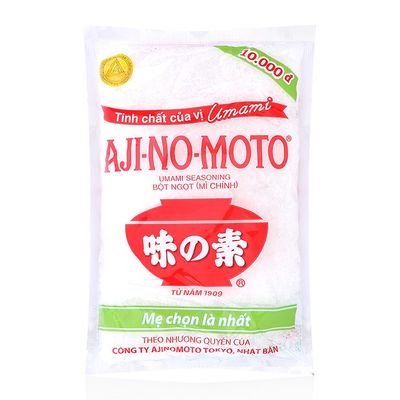 10.000 đ
Tinh chất của vị Umami
AJI-NO-MOTO®
UMAMI SEASONING
BỘT NGỌT (MÌ CHÍNH)
味の素
®
TỪ NĂM 1909
Mẹ chọn là nhất
THEO NHƯỢNG QUYỀN CỦA
CÔNG TY AJINOMOTO TOKYO, NHẬT BẢN